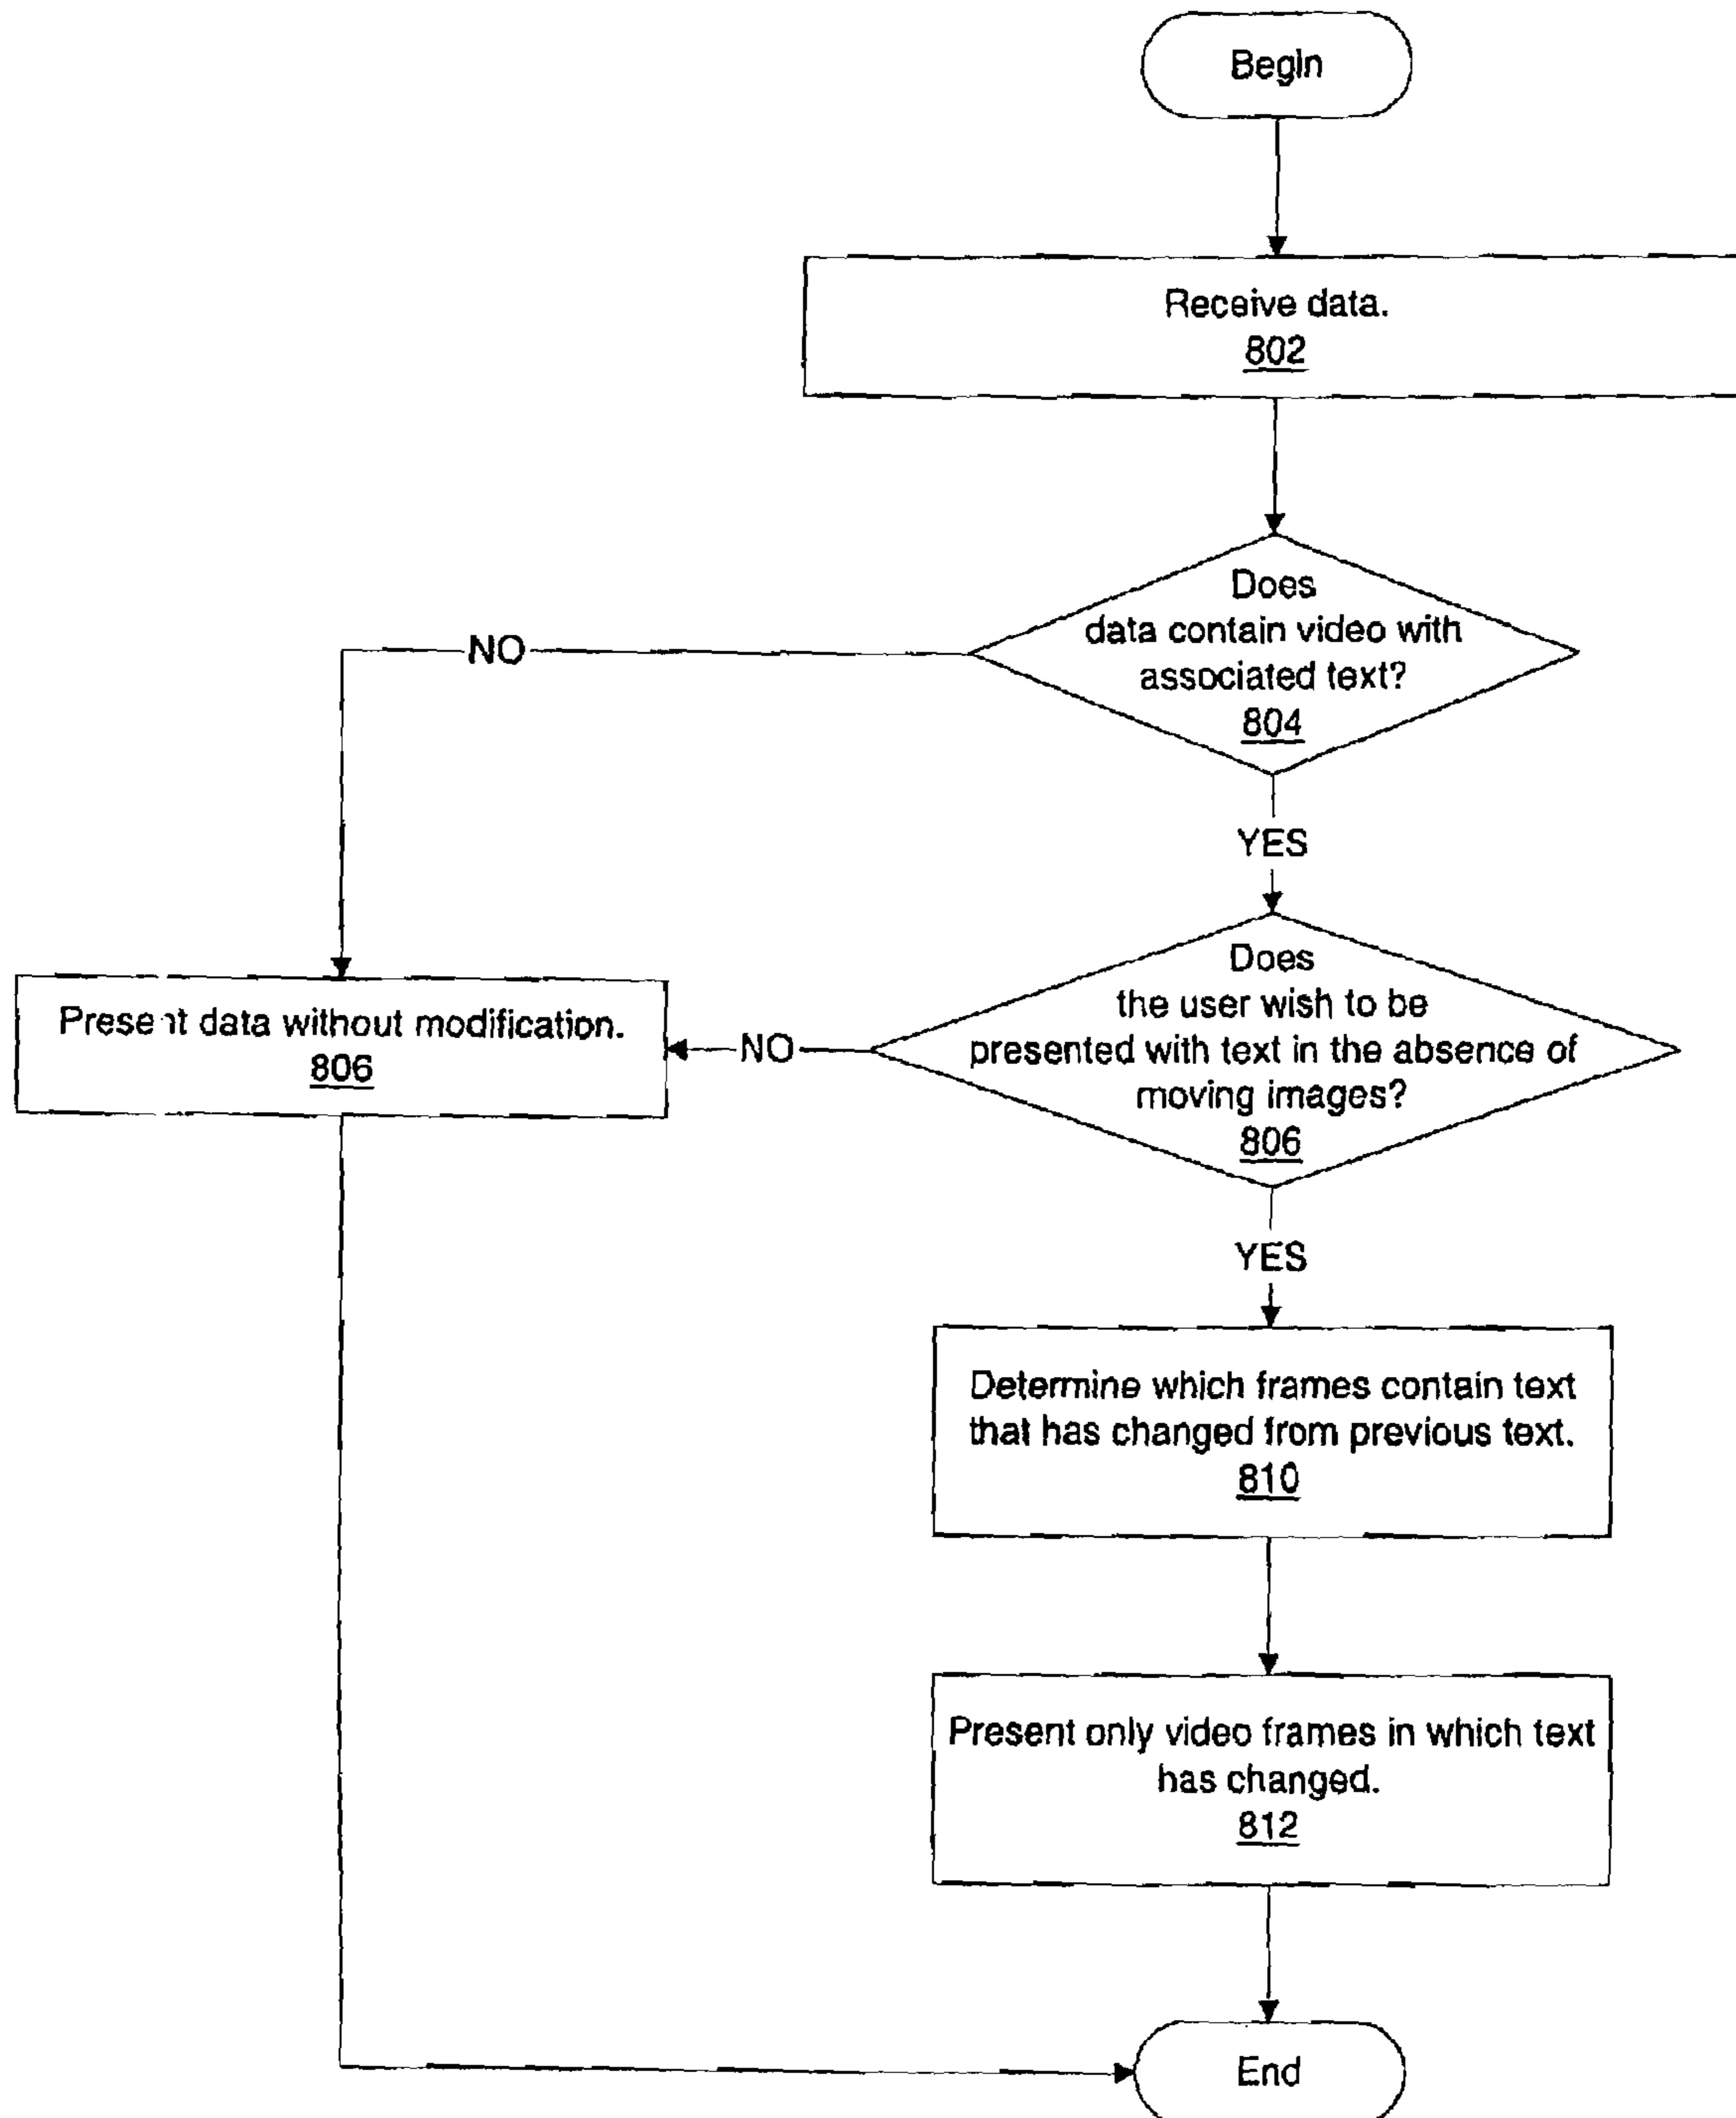 Begin
Receive data.
802
Does
data contain video with
associated text?
804
NO
YES
Does
the user wish to be
presented with text in the absence of
moving images?
806
NO
Present data without modification.
806
YES
Determine which frames contain text
that has changed from previous text.
810
Present only video frames in which text
has changed.
812
End